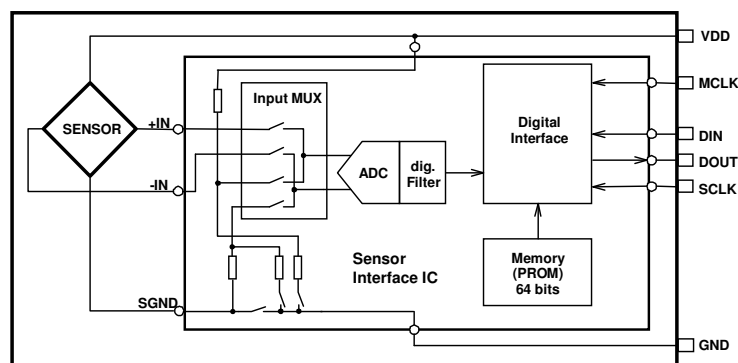 VDD
Input MUX
MCLK
+IN
SENSOR
Digital
Interface
DIN
DOUT
ADC
dig.
Filter
-IN
SCLK
Sensor
Interface IC
Memory
(PROM)
64 bits
SGND
GND